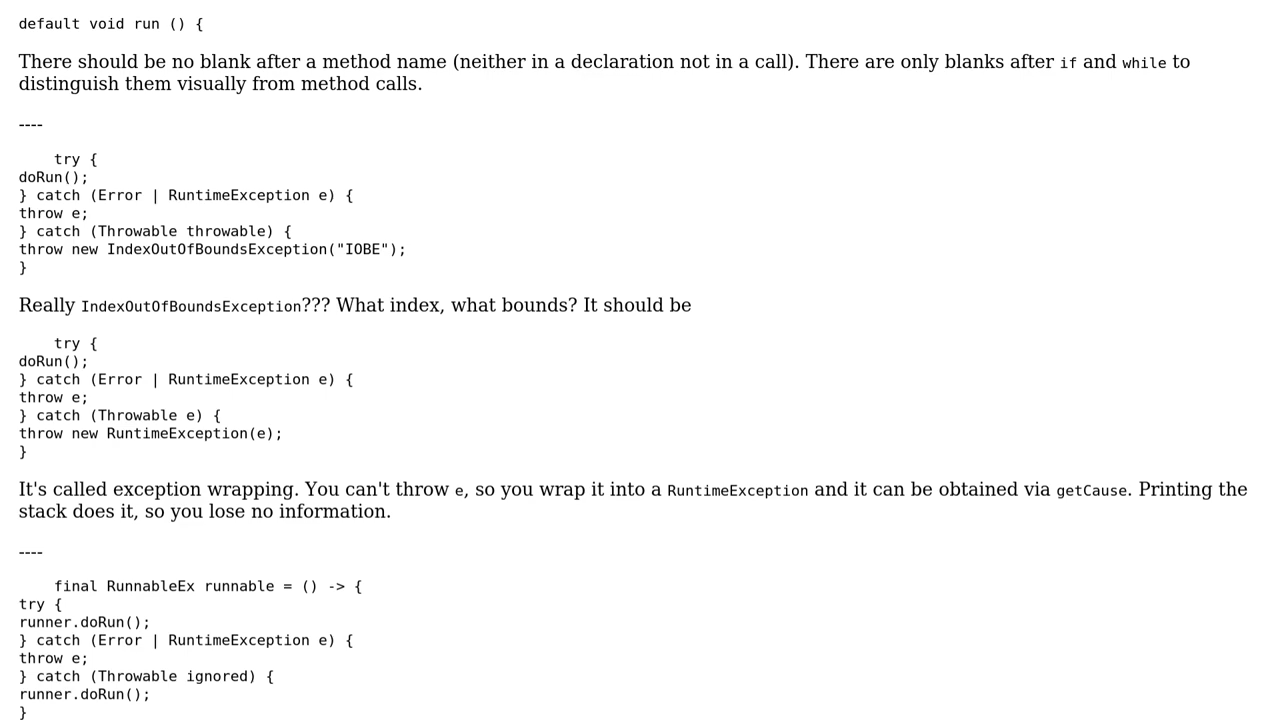 default void run () {
There should be no blank after a method name (neither in a declaration not in a call). There are only blanks after if and while to
distinguish them visually from method calls.
----
    try {
doRun();
} catch (Error | RuntimeException e) {
throw e;
} catch (Throwable throwable) {
throw new IndexOutOfBoundsException("IOBE");
}
Really IndexOutOfBoundsException??? What index, what bounds? It should be
    try {
doRun();
} catch (Error | RuntimeException e) {
throw e;
} catch (Throwable e) {
throw new RuntimeException(e);
}
It's called exception wrapping. You can't throw e, so you wrap it into a RuntimeException and it can be obtained via getCause. Printing the
stack does it, so you lose no information.
----
    final RunnableEx runnable = () -> {
try {
runner.doRun();
} catch (Error | RuntimeException e) {
throw e;
} catch (Throwable ignored) {
runner.doRun();
}